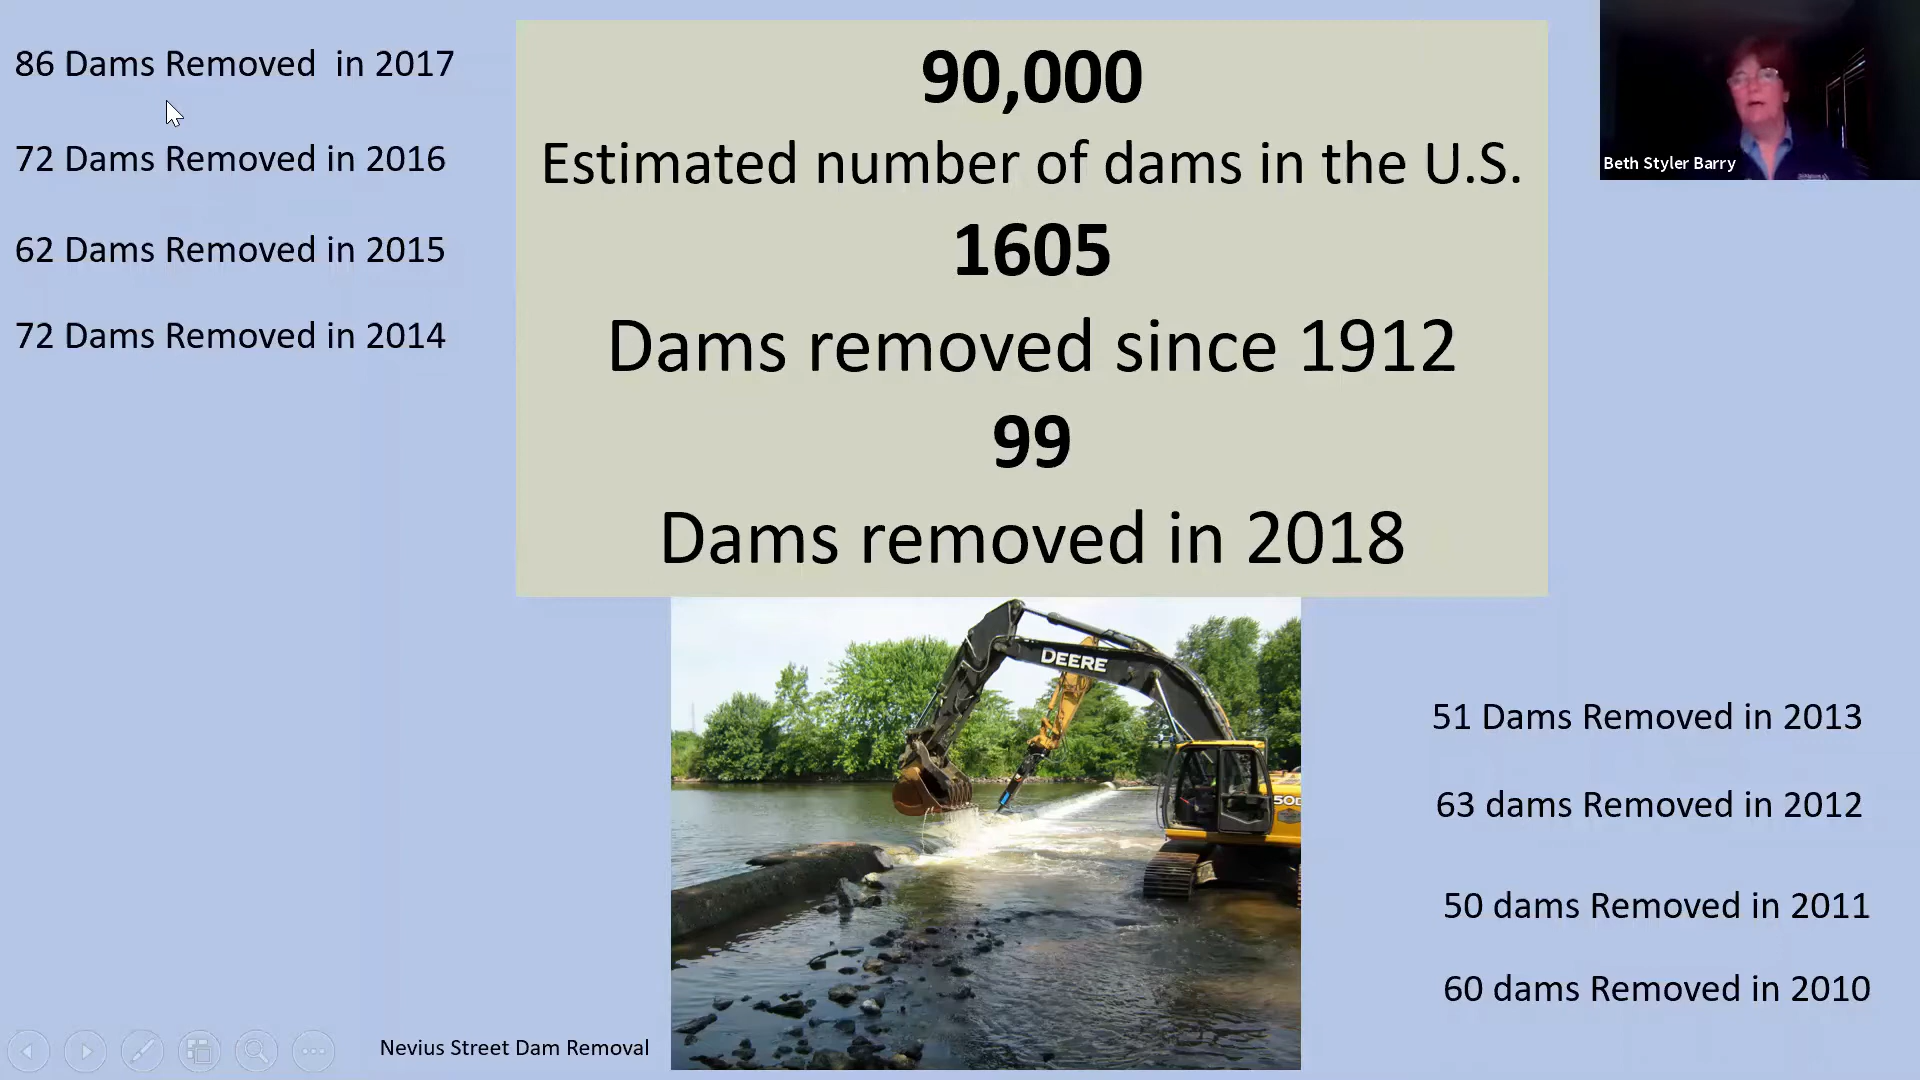 86 Dams Removed in 2017
72 Dams Removed in 2016
62 Dams Removed in 2015
72 Dams Removed in 2014
90,000
Estimated number of dams in the U.S.
1605
Dams removed since 1912
99
Dams removed in 2018
Beth Styler Barry
DEERE
50D
51 Dams Removed in 2013
63 dams Removed in 2012
50 dams Removed in 2011
60 dams Removed in 2010
Nevius Street Dam Removal